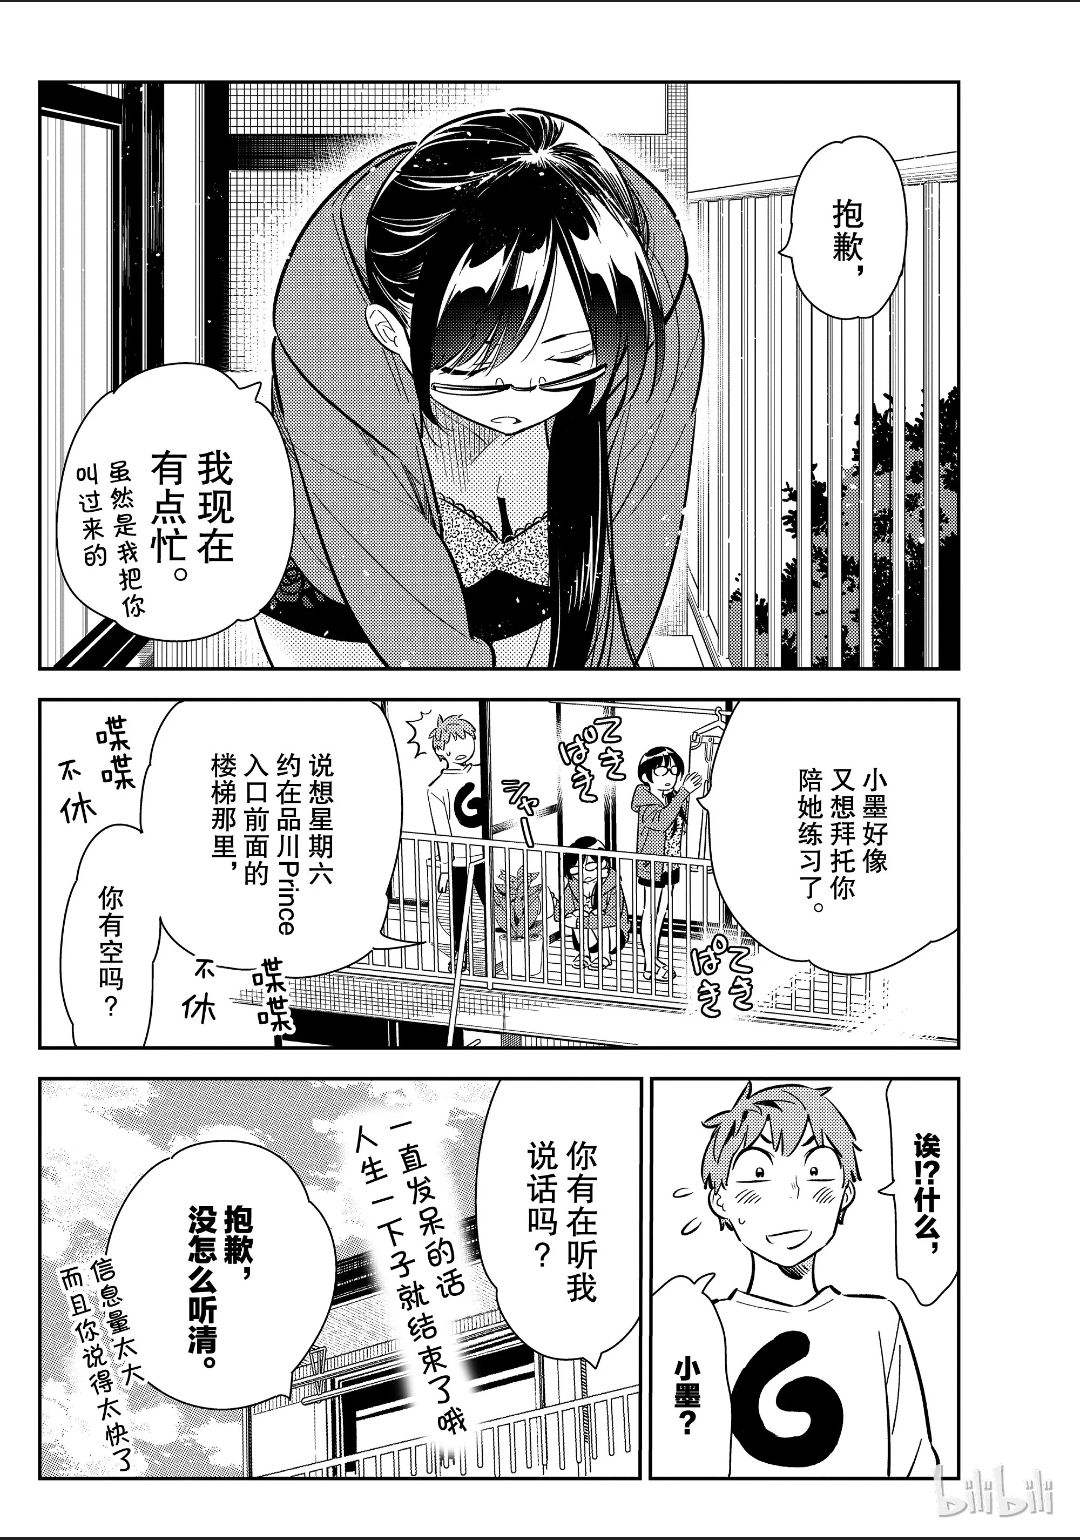 抱歉，
我现在
有点忙。
虽然是我把你
叫过来的
小墨好像
又想拜托你
陪她练习了。
てき
ぱき
てき
ぱき
シャー
说想星期六
约在品川Prince
入口前面的
楼梯那里，
喋喋
不休
喋喋
不休
你有空吗？
诶!?什么，
小墨？
你有在听我
说话吗？
一直发呆的话
人生一下子就结束了哦
抱歉，
没怎么听清。
信息量太大
而且你说得太快了
bilibili